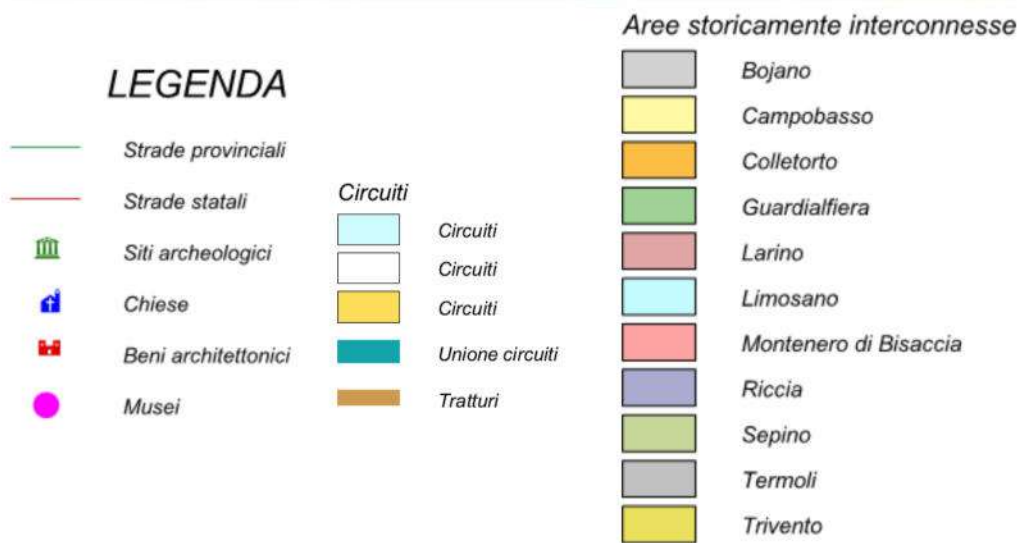 LEGENDA
Strade provinciali
Strade statali
Siti archeologici
Chiese
Beni architettonici
Musei
Circuiti
Circuiti
Circuiti
Circuiti
Unione circuiti
Tratturi
Aree storicamente interconnesse
Bojano
Campobasso
Colletorto
Guardialfiera
Larino
Limosano
Montenero di Bisaccia
Riccia
Sepino
Termoli
Trivento